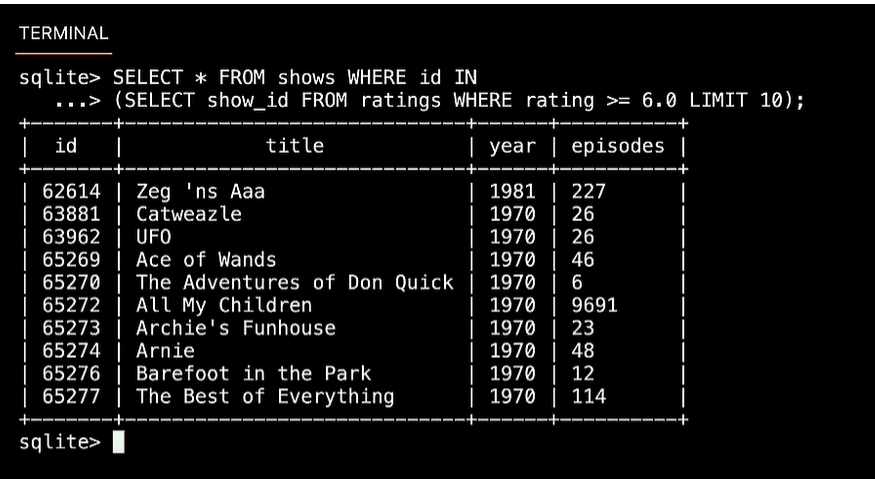 TERMINAL
sqlite> SELECT * FROM shows WHERE id IN
   ...> (SELECT show_id FROM ratings WHERE rating >= 6.0 LIMIT 10);
+-------+------------------------------+------+----------+
|  id   |            title             | year | episodes |
+-------+------------------------------+------+----------+
| 62614 | Zeg 'ns Aaa                  | 1981 | 227      |
| 63881 | Catweazle                    | 1970 | 26       |
| 63962 | UFO                          | 1970 | 26       |
| 65269 | Ace of Wands                 | 1970 | 46       |
| 65270 | The Adventures of Don Quick | 1970 | 6        |
| 65272 | All My Children              | 1970 | 9691     |
| 65273 | Archie's Funhouse            | 1970 | 23       |
| 65274 | Arnie                        | 1970 | 48       |
| 65276 | Barefoot in the Park         | 1970 | 12       |
| 65277 | The Best of Everything       | 1970 | 114      |
+-------+------------------------------+------+----------+
sqlite>